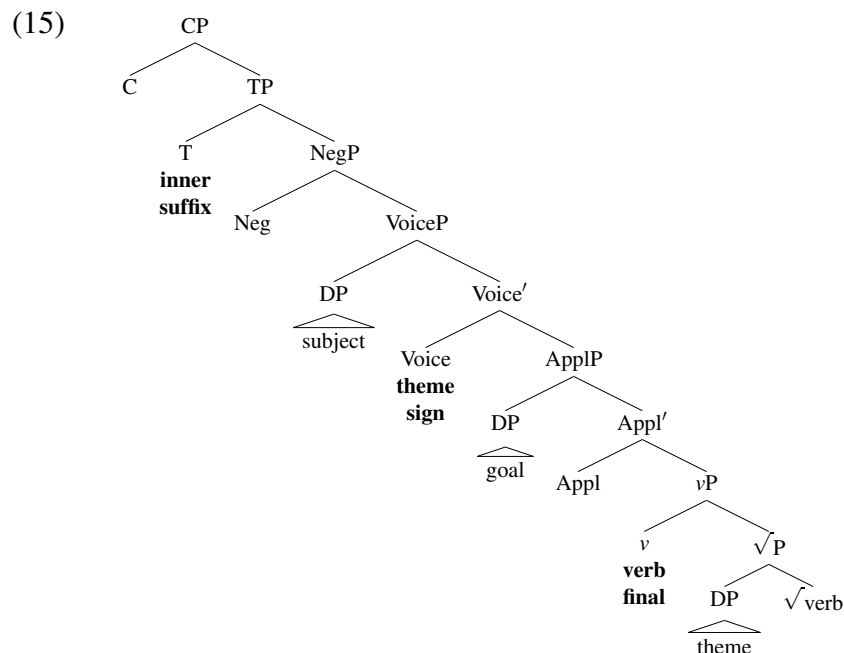 (15)
CP
C TP
T NegP
inner
suffix
Neg VoiceP
DP Voice′
subject
Voice ApplP
theme
sign
DP Appl′
goal
Appl vP
v √P
verb
final
DP √verb
theme